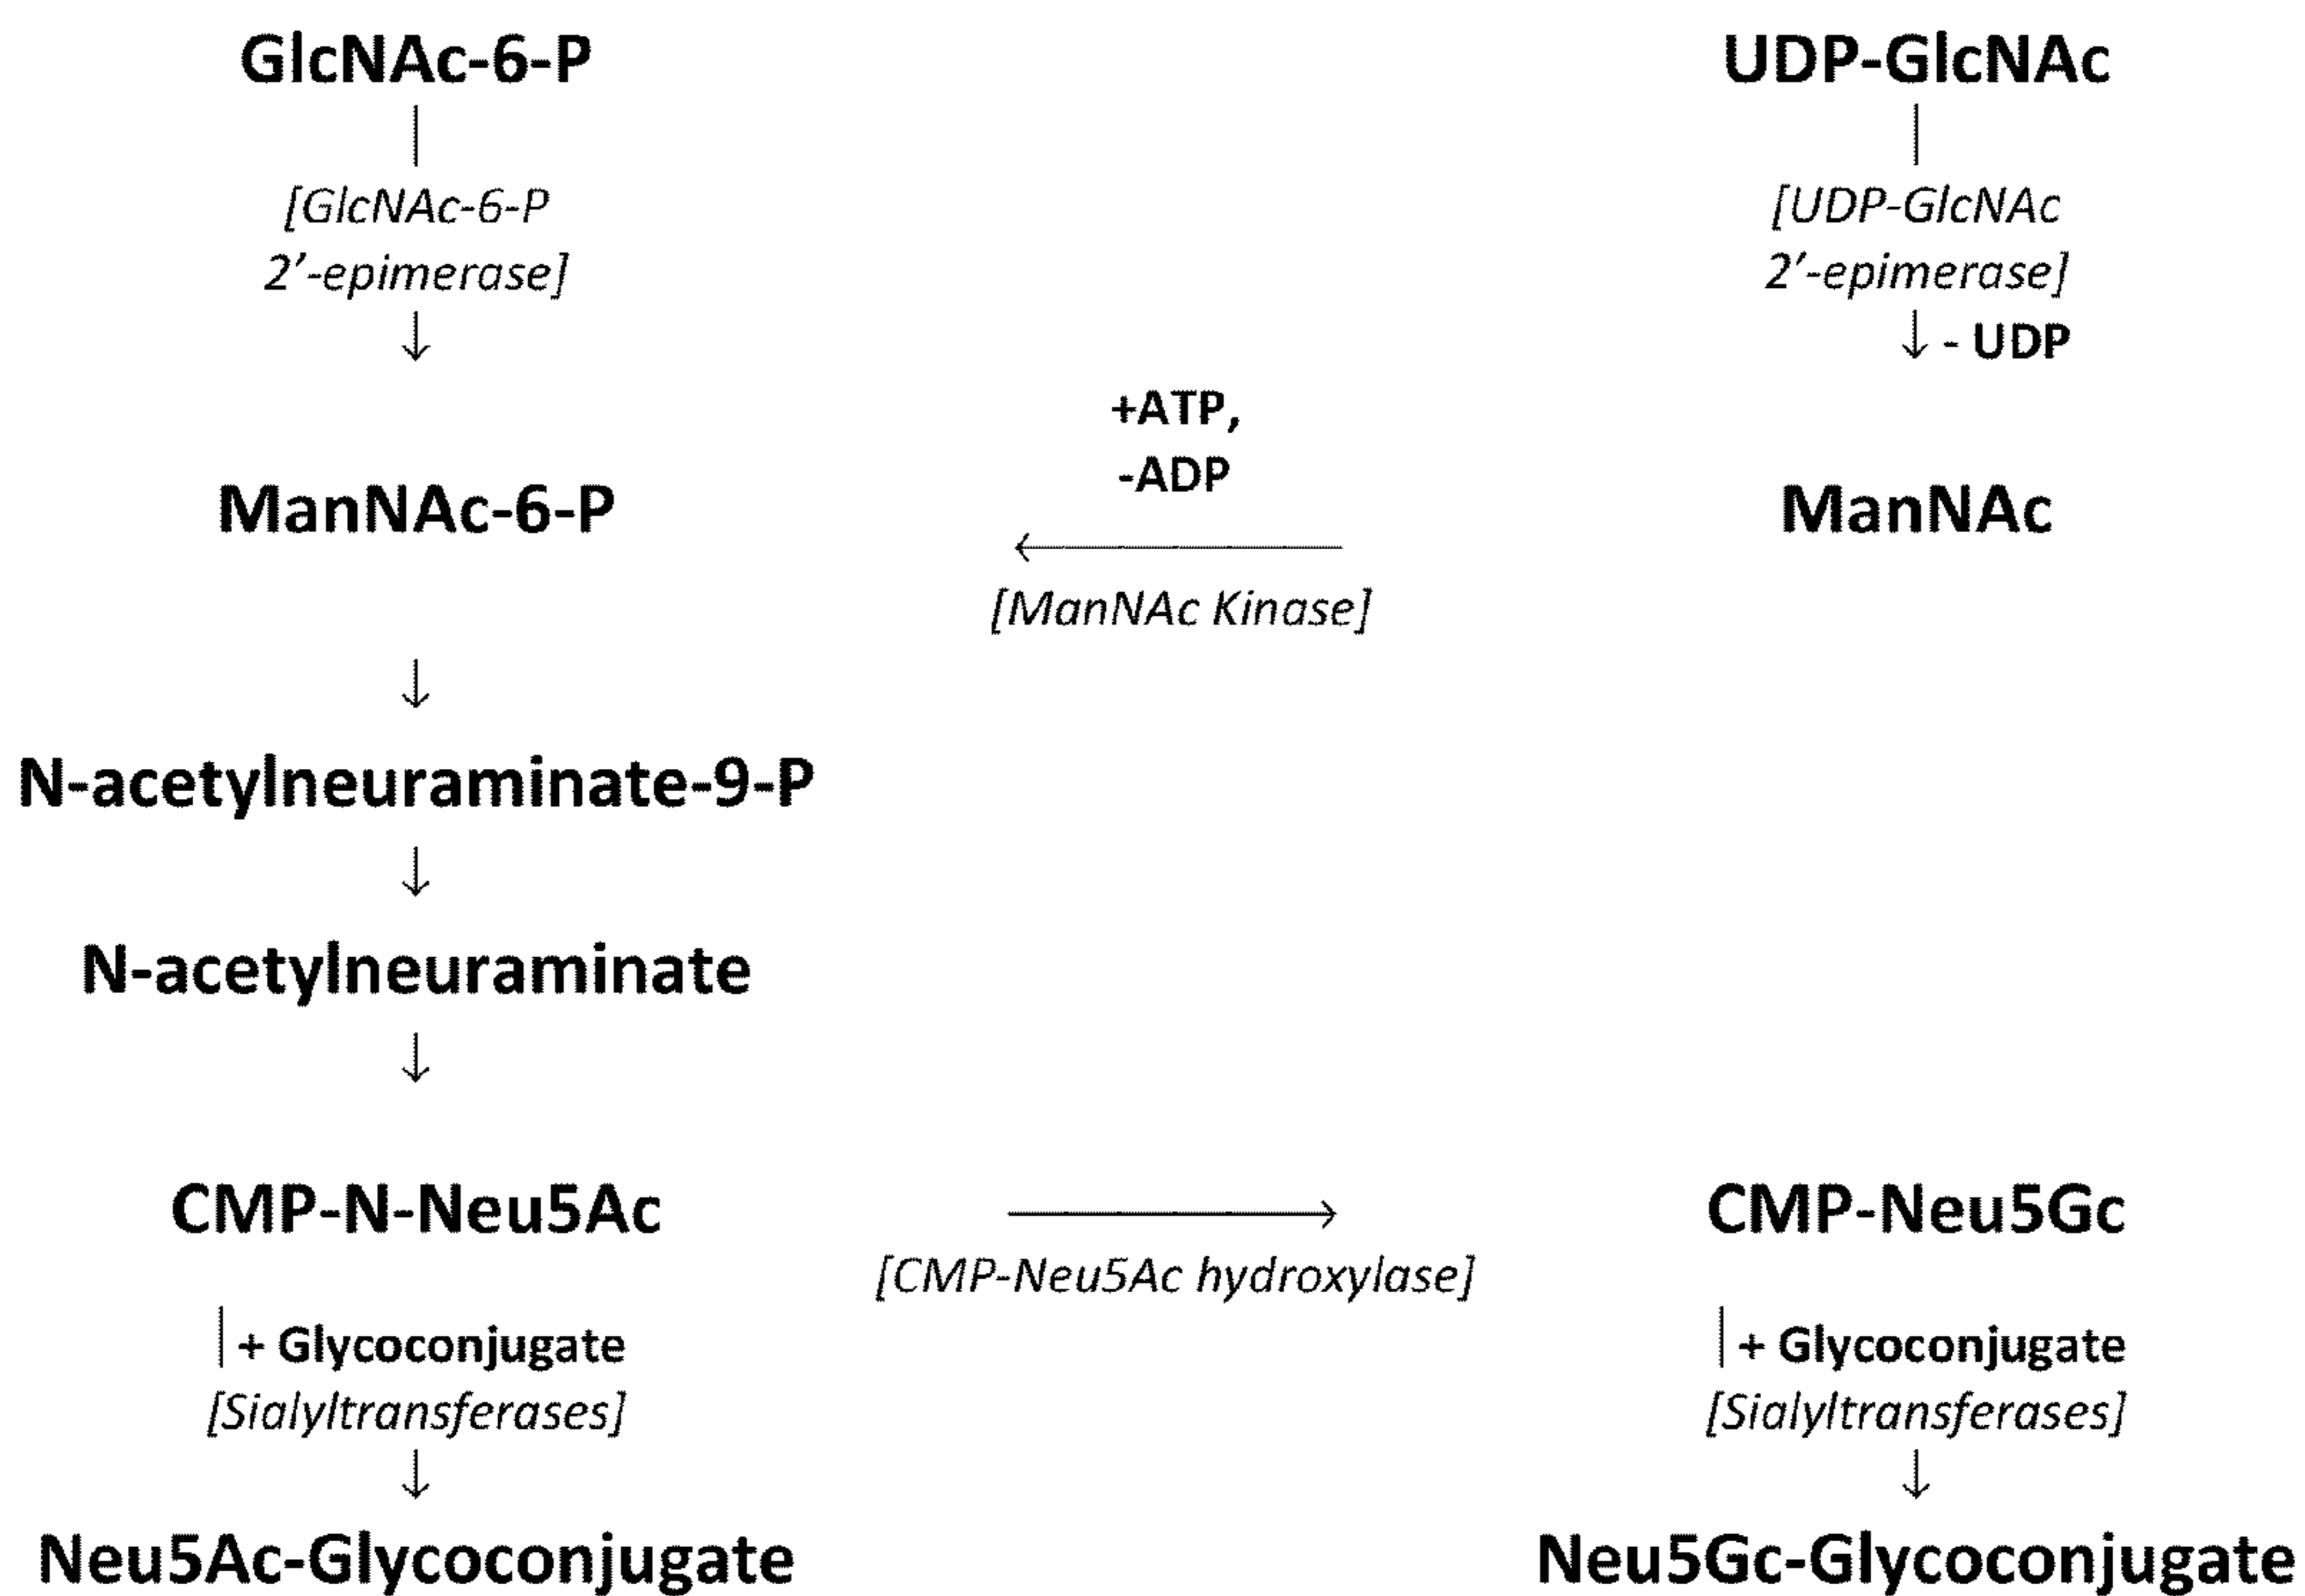 GlcNAc-6-P
UDP-GlcNAc
[GlcNAc-6-P
2’-epimerase]
[UDP-GlcNAc
2’-epimerase]
- UDP
+ATP,
-ADP
ManNAc-6-P
ManNAc
[ManNAc Kinase]
N-acetylneuraminate-9-P
N-acetylneuraminate
CMP-N-Neu5Ac
CMP-Neu5Gc
[CMP-Neu5Ac hydroxylase]
+ Glycoconjugate
[Sialyltransferases]
+ Glycoconjugate
[Sialyltransferases]
Neu5Ac-Glycoconjugate
Neu5Gc-Glycoconjugate